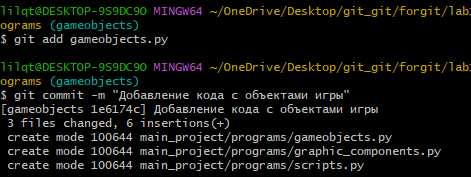 lilqt@DESKTOP-9S9DC9O MINGW64 ~/OneDrive/Desktop/git_git/forgit/lab
ograms (gameobjects)
$ git add gameobjects.py
lilqt@DESKTOP-9S9DC9O MINGW64 ~/OneDrive/Desktop/git_git/forgit/lab
ograms (gameobjects)
$ git commit -m "Добавление кода с объектами игры"
[gameobjects 1e6174c] Добавление кода с объектами игры
 3 files changed, 6 insertions(+)
 create mode 100644 main_project/programs/gameobjects.py
 create mode 100644 main_project/programs/graphic_components.py
 create mode 100644 main_project/programs/scripts.py